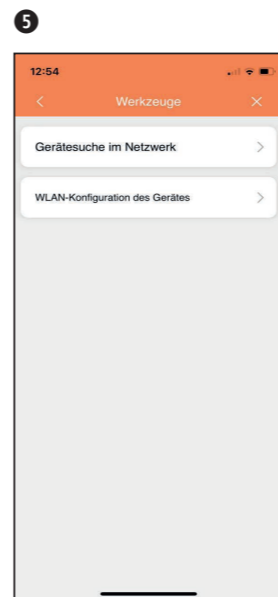 5
12:54
Werkzeuge
Gerätesuche im Netzwerk
WLAN-Konfiguration des Gerätes